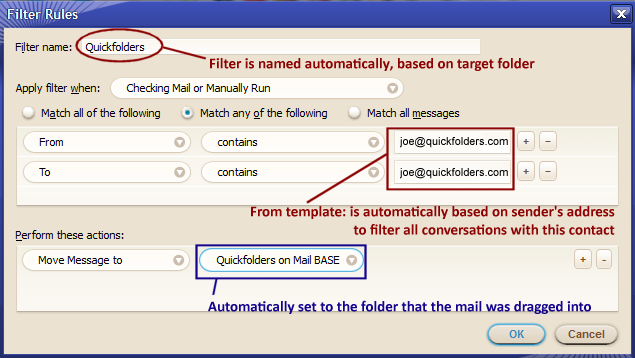 Filter Rules
Filter name: Quickfolders
Filter is named automatically, based on target folder
Apply filter when: Checking Mail or Manually Run
Match all of the following Match any of the following Match all messages
From contains joe@quickfolders.com + -
To contains joe@quickfolders.com + -
From template: is automatically based on sender's address
to filter all conversations with this contact
Perform these actions:
Move Message to Quickfolders on Mail BASE + -
Automatically set to the folder that the mail was dragged into
OK Cancel